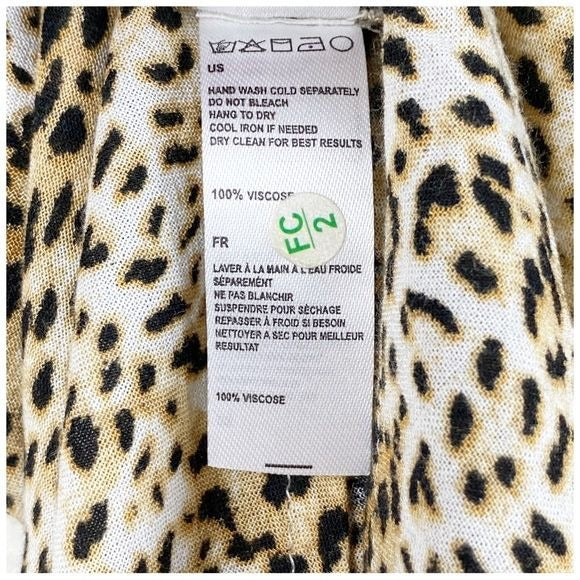 US
HAND WASH COLD SEPARATELY
DO NOT BLEACH
HANG TO DRY
COOL IRON IF NEEDED
DRY CLEAN FOR BEST RESULTS
100% VISCOSE
FC/2
FR
LAVER À LA MAIN A L'EAU FROIDE
SÉPAREMENT
NE PAS BLANCHIR
SUSPENDRE POUR SÉCHAGE
REPASSER À FROID SI BESOIN
NETTOYER A SEC POUR MEILLEUR
RESULTAT
100% VISCOSE